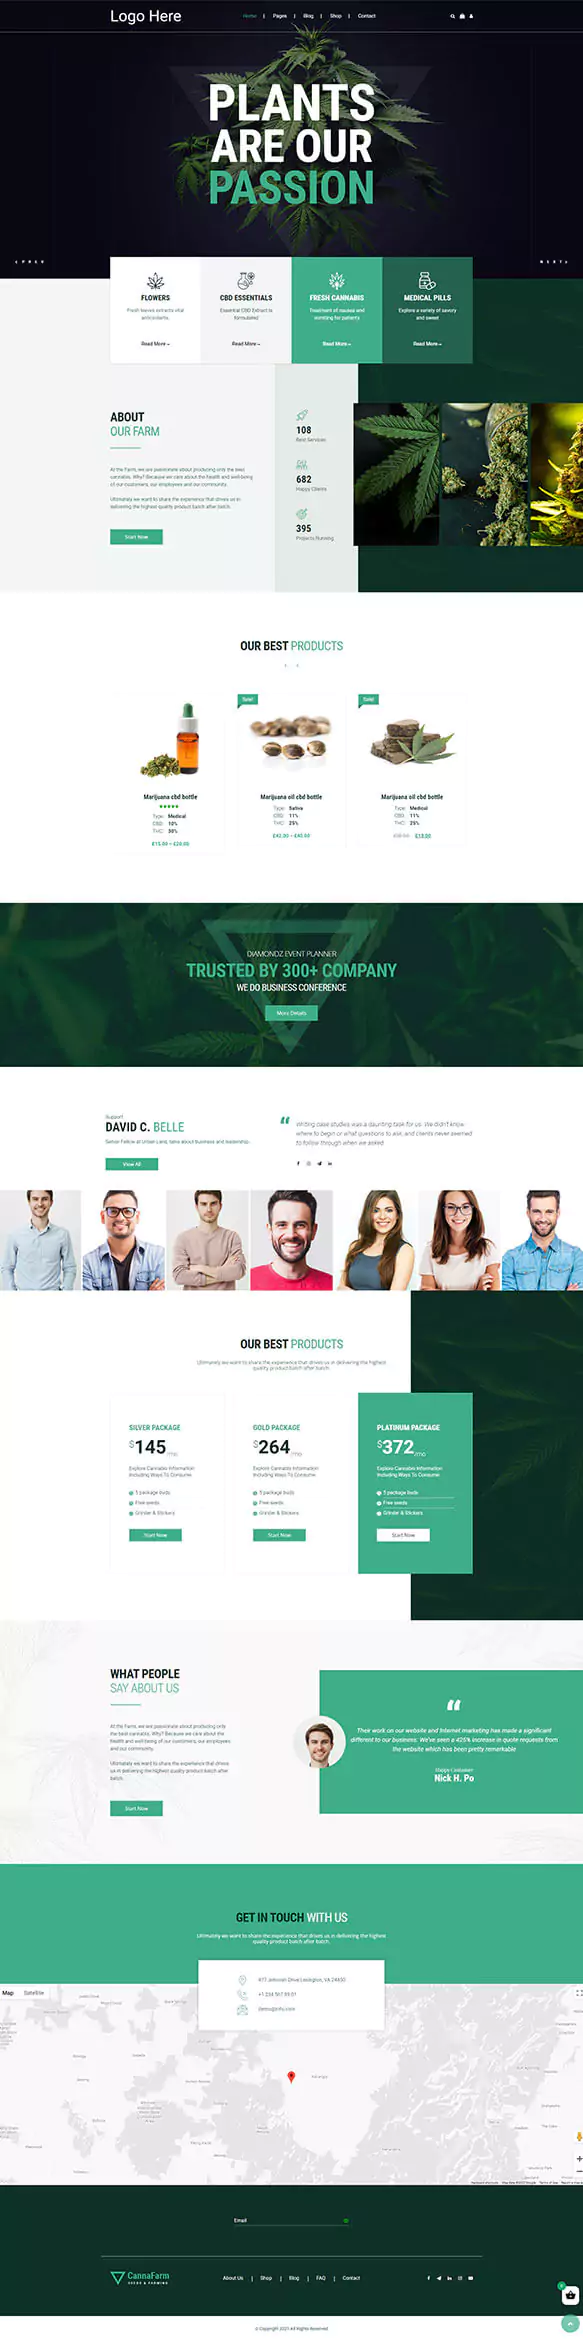 Logo Here
Home | Pages | Blog | Shop | Contact
PLANTS
ARE OUR
PASSION
< PREV
NEXT >
FLOWERS
Fresh leaves extracts vital
antioxidants
Read More
CBD ESSENTIALS
Essential CBD Extract is
formulated
Read More
FRESH CANNABIS
Treatment of nausea and
vomiting for patients
Read More
MEDICAL PILLS
Explore a variety of savory
and sweet
Read More
ABOUT
OUR FARM
At the Farm, we are passionate about producing only the best
cannabis. Why? Because we care about the health and well-being
of our customers, our employees and our community.
Ultimately we want to share the experience that drives us in
delivering the highest quality product batch after batch.
Start Now
108
Best Services
682
Happy Clients
395
Projects Running
OUR BEST PRODUCTS
Marijuana cbd bottle
Type: Medical
CBD: 10%
THC: 30%
£15.00 – £20.00
Sale!
Marijuana oil cbd bottle
Type: Sativa
CBD: 11%
THC: 25%
£42.00 – £45.00
Sale!
Marijuana oil cbd bottle
Type: Medical
CBD: 11%
THC: 25%
£18.00
DIAMONDZ EVENT PLANNER
TRUSTED BY 300+ COMPANY
WE DO BUSINESS CONFERENCE
More Details
Support
DAVID C. BELLE
Senior Fellow at Urban Land, talks about business and leadership.
View All
Writing case studies was a daunting task for us. We didn't know
where to begin or what questions to ask, and clients never seemed
to follow through when we asked.
OUR BEST PRODUCTS
Ultimately we want to share the experience that drives us in delivering the highest
quality product batch after batch.
SILVER PACKAGE
$145/mo
Explore Cannabis Information
Including Ways To Consume
5 package buds
Free seeds
Grinder & Stickers
Start Now
GOLD PACKAGE
$264/mo
Explore Cannabis Information
Including Ways To Consume
5 package buds
Free seeds
Grinder & Stickers
Start Now
PLATINUM PACKAGE
$372/mo
Explore Cannabis Information
Including Ways To Consume
5 package buds
Free seeds
Grinder & Stickers
Start Now
WHAT PEOPLE
SAY ABOUT US
At the Farm, we are passionate about producing only
the best cannabis. Why? Because we care about the
health and well-being of our customers, our employees
and our community.
Ultimately we want to share the experience that drives
us in delivering the highest quality product batch after
batch.
Start Now
Their work on our website and Internet marketing has made a significant
different to our business. We've seen a 425% increase in quote requests from
the website which has been pretty remarkable
Happy Customer
Nick H. Po
GET IN TOUCH WITH US
Ultimately we want to share the experience that drives us in delivering the highest
quality product batch after batch.
877 Johnnan Drive Lexington, VA 24450
+1 234 567 89 01
demo@info.com
Map Satellite
Email
CannaFarm
SEEDS & FARMING
About Us | Shop | Blog | FAQ | Contact
© Copyright 2021 All Rights Reserved